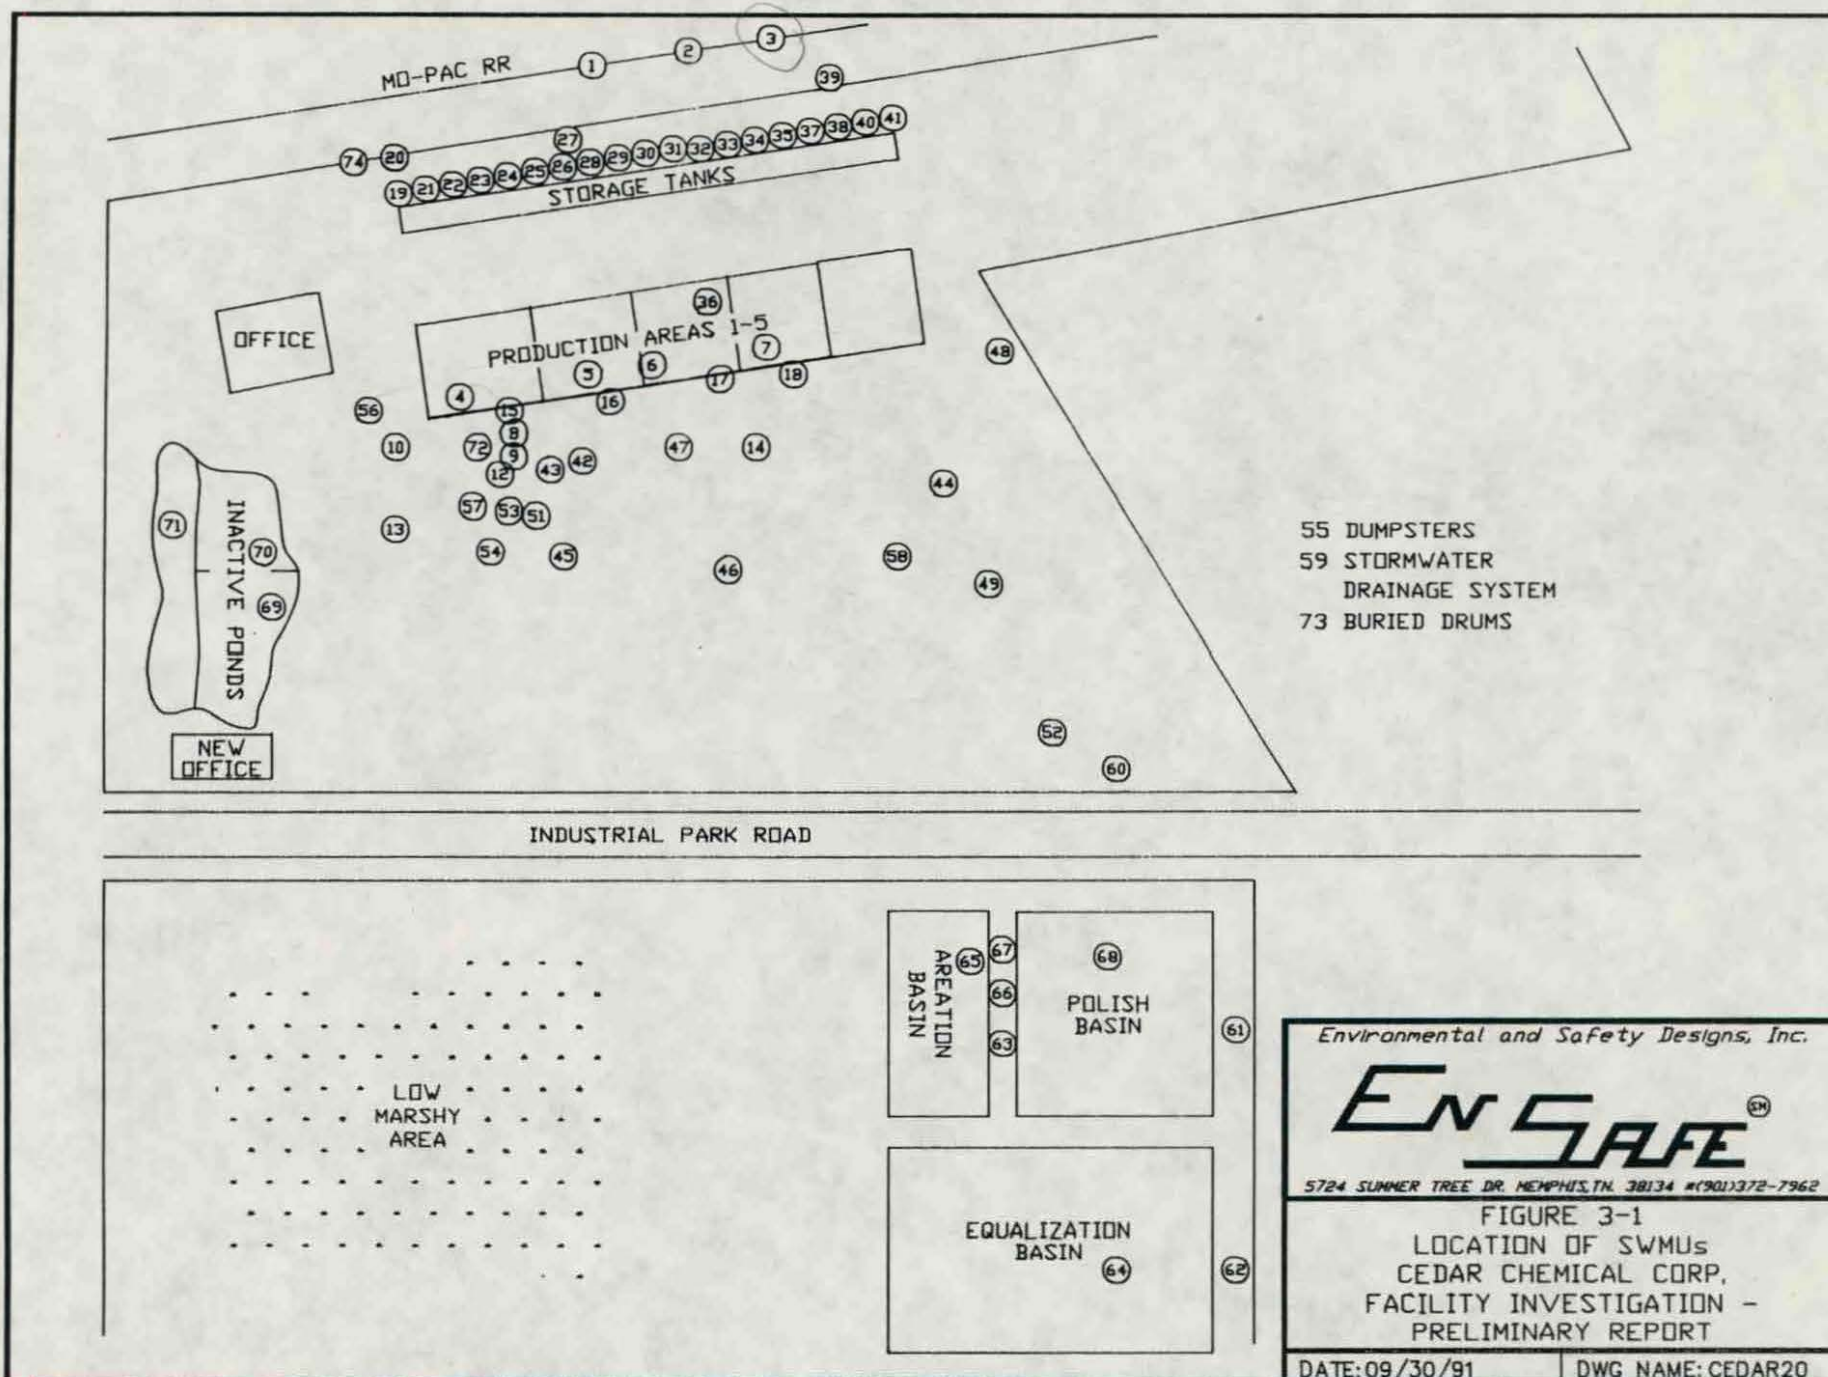 3
2
1
MO-PAC RR
39
41
40
38
37
35
34
33
32
31
30
29
28
27
26
25
24
23
22
21
19
20
74
STORAGE TANKS
OFFICE
36
PRODUCTION AREAS 1-5
7
6
5
4
48
18
17
16
15
56
8
10
72
9
47
14
12
43
42
44
57
53
51
13
54
45
46
58
49
71
INACTIVE PONDS
70
69
55 DUMPSTERS
59 STORMWATER
DRAINAGE SYSTEM
73 BURIED DRUMS
52
60
NEW
OFFICE
INDUSTRIAL PARK ROAD
AREATION
BASIN
65
67
66
63
68
POLISH
BASIN
61
LOW
MARSHY
AREA
EQUALIZATION
BASIN
64
62
Environmental and Safety Designs, Inc.
ENSAFE SM
5724 SUMMER TREE DR. MEMPHIS,TN. 38134 *(901)372-7962
FIGURE 3-1
LOCATION OF SWMUs
CEDAR CHEMICAL CORP.
FACILITY INVESTIGATION -
PRELIMINARY REPORT
DATE:09/30/91
DWG NAME:CEDAR20